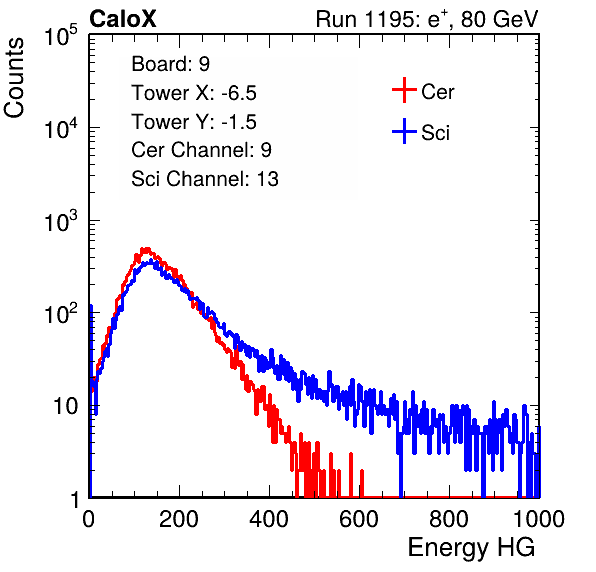 CaloX Run 1195: e⁺, 80 GeV
Counts
Board: 9
Tower X: -6.5
Tower Y: -1.5
Cer Channel: 9
Sci Channel: 13
Cer
Sci
10⁵
10⁴
10³
10²
10
1
0 200 400 600 800 1000
Energy HG